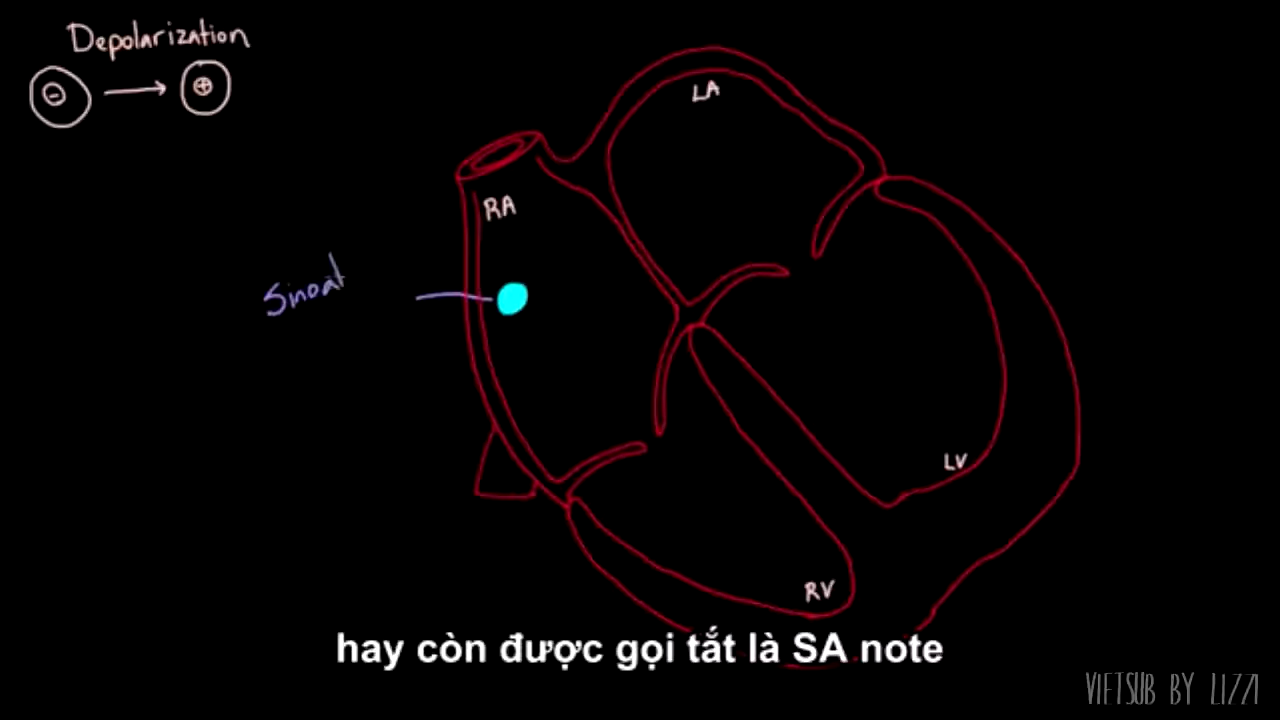 Depolarization
- → +
LA
RA
Sinoat
LV
RV
hay còn được gọi tắt là SA note
VIETSUB BY LIZZI